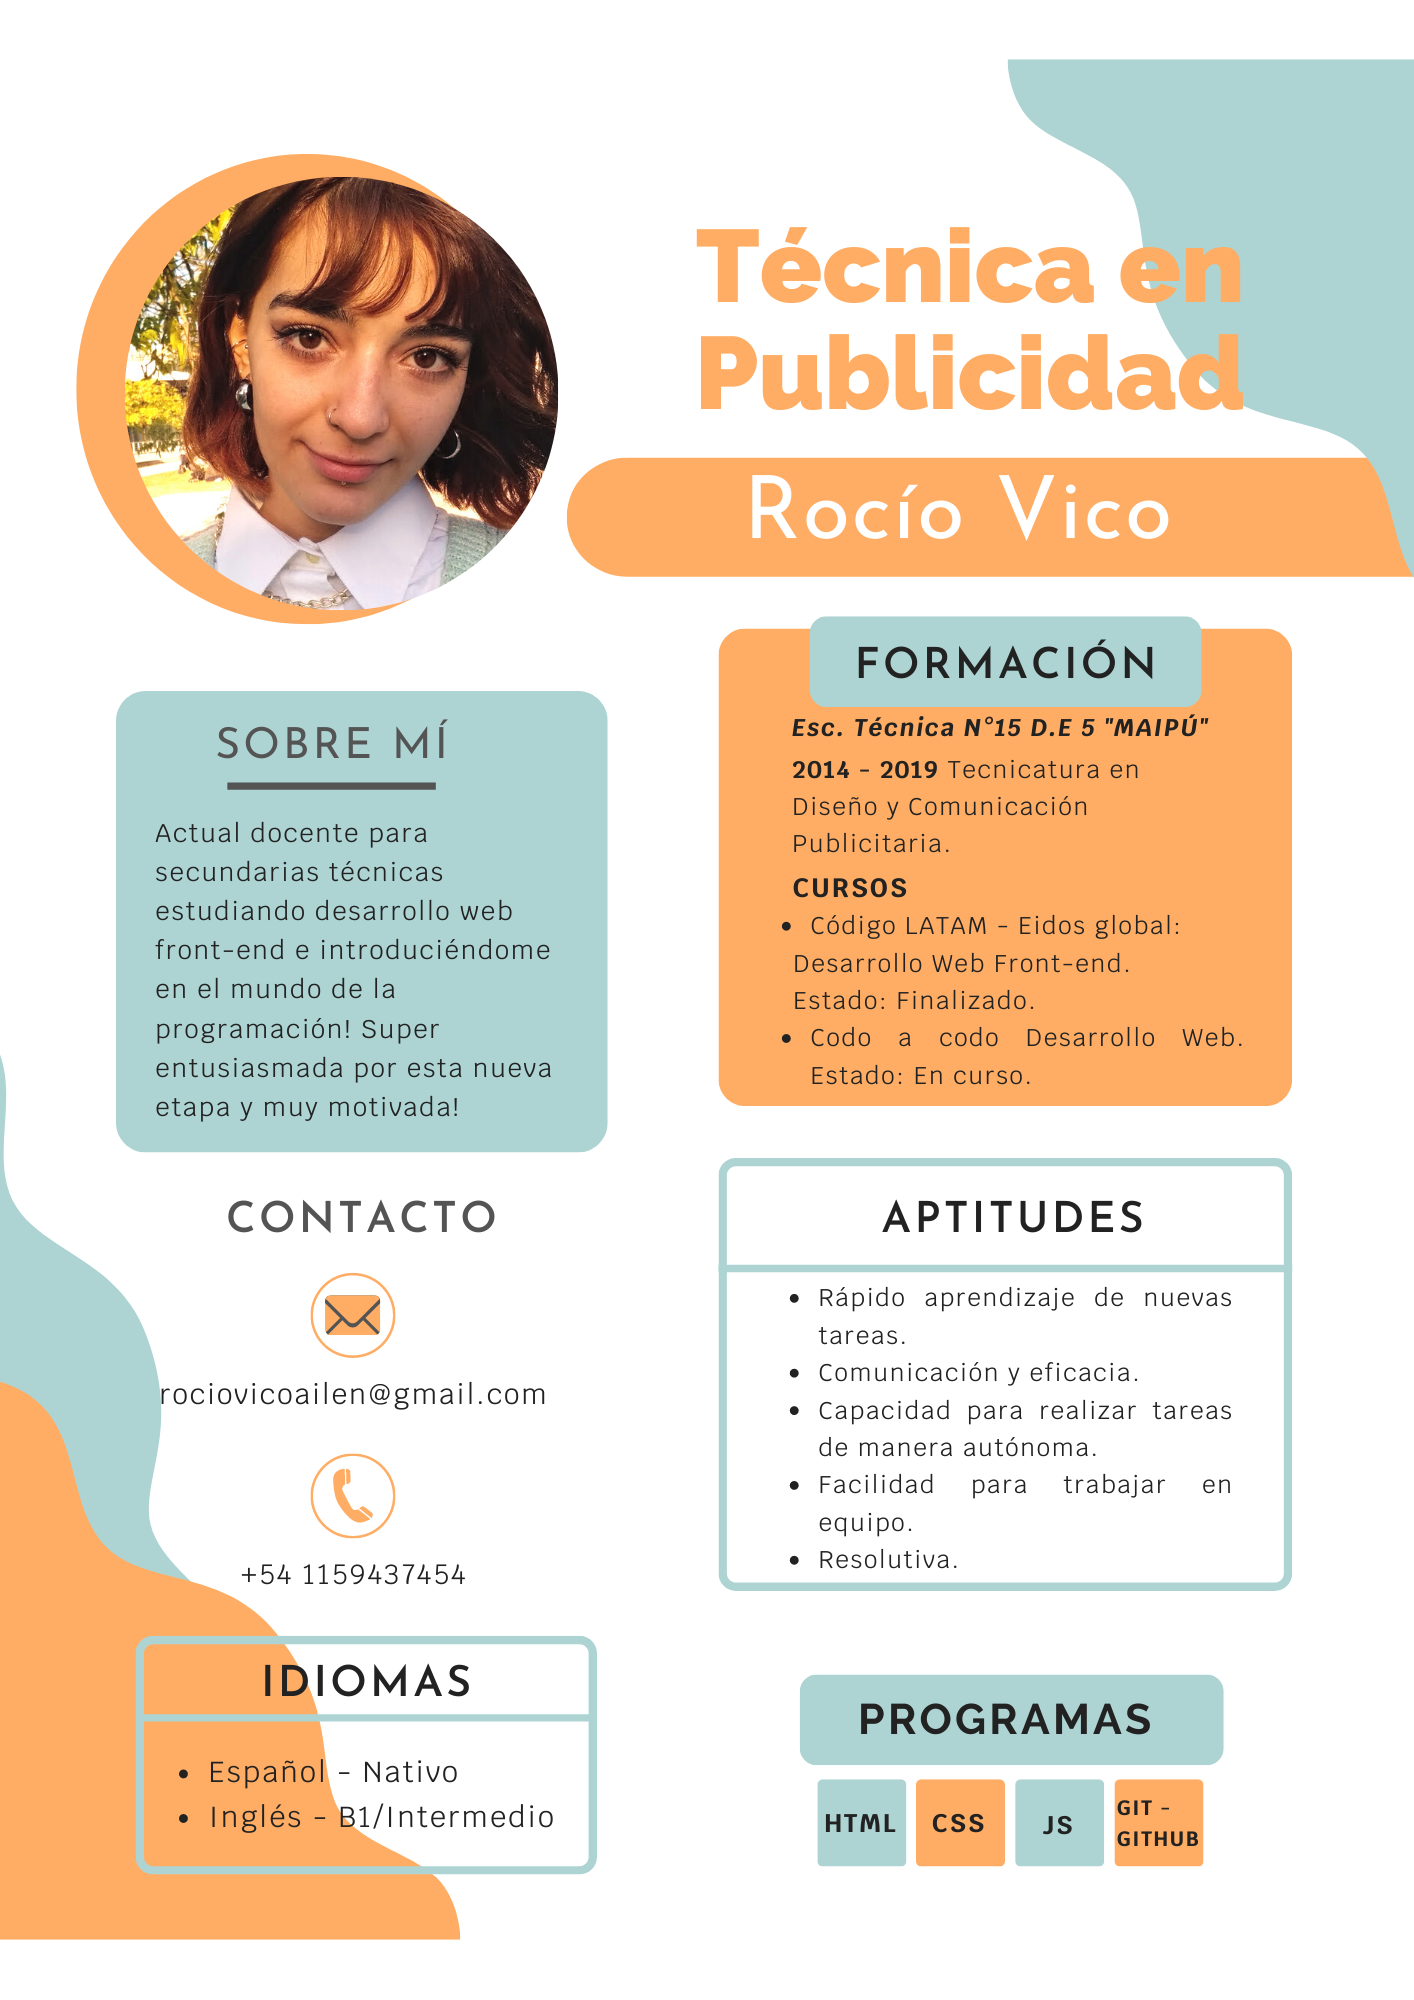 Técnica en
Publicidad
Rocío Vico
SOBRE MÍ
Actual docente para
secundarias técnicas
estudiando desarrollo web
front-end e introduciéndome
en el mundo de la
programación! Super
entusiasmada por esta nueva
etapa y muy motivada!
CONTACTO
rociovicoailen@gmail.com
+54 1159437454
IDIOMAS
• Español - Nativo
• Inglés - B1/Intermedio
FORMACIÓN
Esc. Técnica N°15 D.E 5 "MAIPÚ"
2014 - 2019 Tecnicatura en
Diseño y Comunicación
Publicitaria.
CURSOS
• Código LATAM - Eidos global:
Desarrollo Web Front-end.
Estado: Finalizado.
• Codo a codo Desarrollo Web.
Estado: En curso.
APTITUDES
• Rápido aprendizaje de nuevas
tareas.
• Comunicación y eficacia.
• Capacidad para realizar tareas
de manera autónoma.
• Facilidad para trabajar en
equipo.
• Resolutiva.
PROGRAMAS
HTML
CSS
JS
GIT -
GITHUB